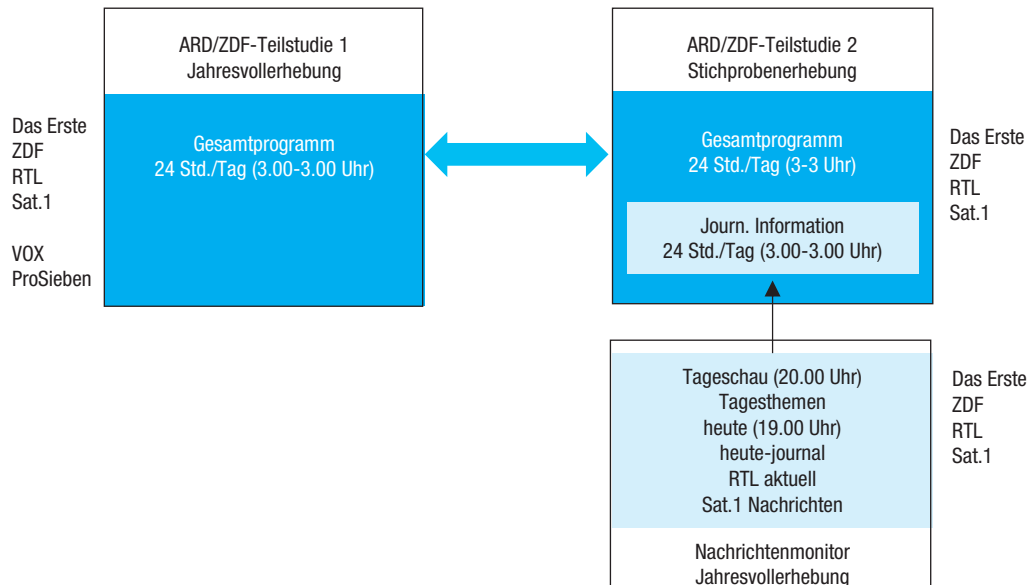 ARD/ZDF-Teilstudie 1
Jahresvollerhebung
Das Erste
ZDF
RTL
Sat.1
VOX
ProSieben
Gesamtprogramm
24 Std./Tag (3.00-3.00 Uhr)
ARD/ZDF-Teilstudie 2
Stichprobenerhebung
Gesamtprogramm
24 Std./Tag (3-3 Uhr)
Journ. Information
24 Std./Tag (3.00-3.00 Uhr)
Das Erste
ZDF
RTL
Sat.1
Tageschau (20.00 Uhr)
Tagesthemen
heute (19.00 Uhr)
heute-journal
RTL aktuell
Sat.1 Nachrichten
Nachrichtenmonitor
Jahresvollerhebung
Das Erste
ZDF
RTL
Sat.1